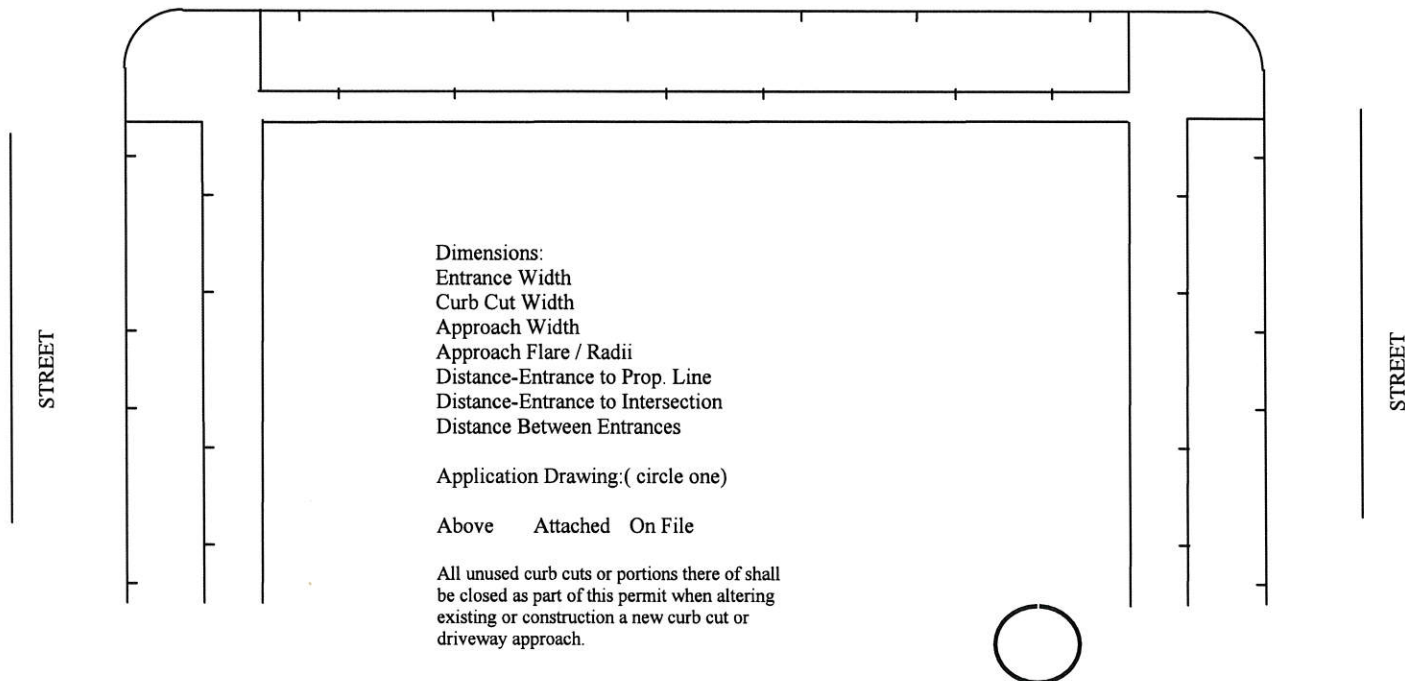 STREET
Dimensions:
Entrance Width
Curb Cut Width
Approach Width
Approach Flare / Radii
Distance-Entrance to Prop. Line
Distance-Entrance to Intersection
Distance Between Entrances
Application Drawing:( circle one)
Above Attached On File
All unused curb cuts or portions there of shall
be closed as part of this permit when altering
existing or construction a new curb cut or
driveway approach.
STREET